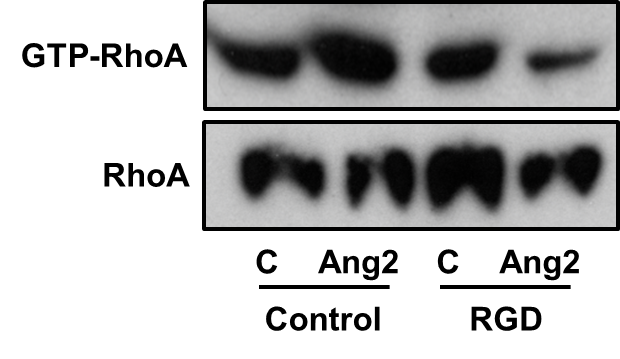 GTP-RhoA
RhoA
C Ang2 C Ang2
Control RGD